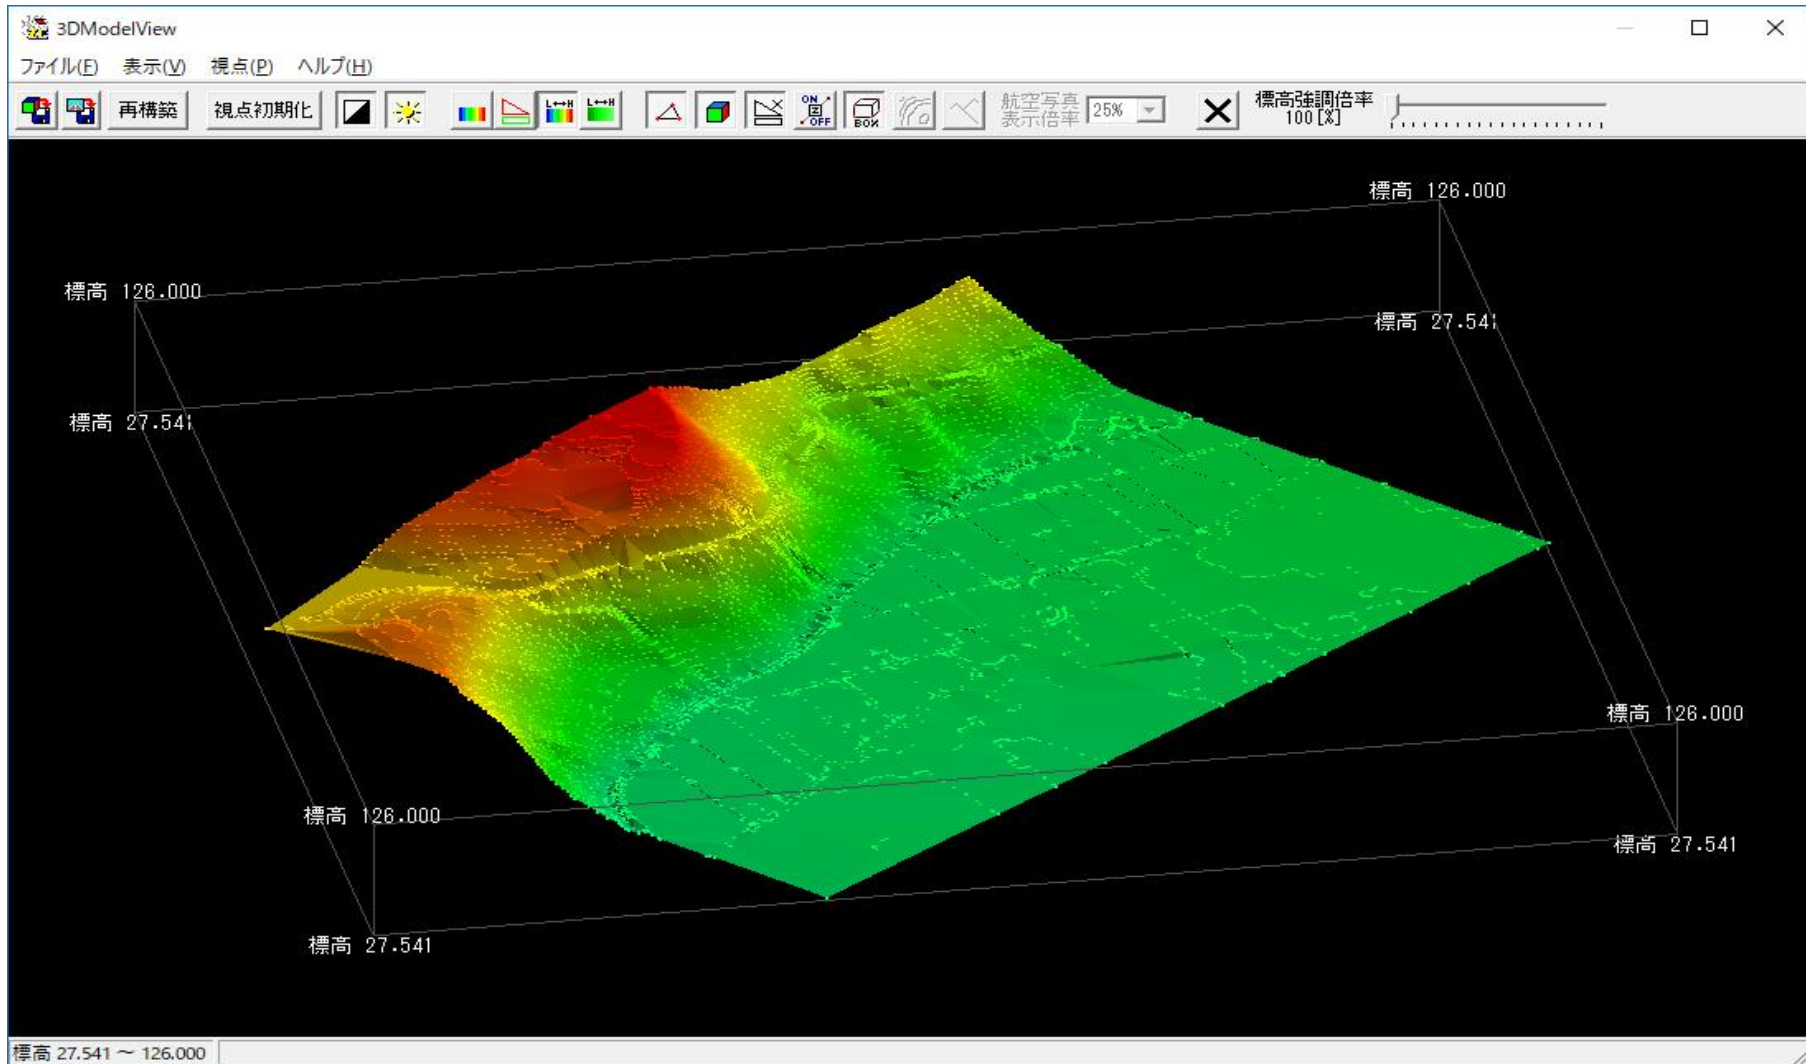 3DModelView
ファイル(F) 表示(V) 視点(P) ヘルプ(H)
再構築 視点初期化 L↔H L↔H ON OFF BOX 航空写真 表示倍率 25% 標高強調倍率 100[%]
標高 126.000
標高 126.000
標高 27.541
標高 27.541
標高 126.000
標高 126.000
標高 27.541
標高 27.541
標高 27.541 ～ 126.000